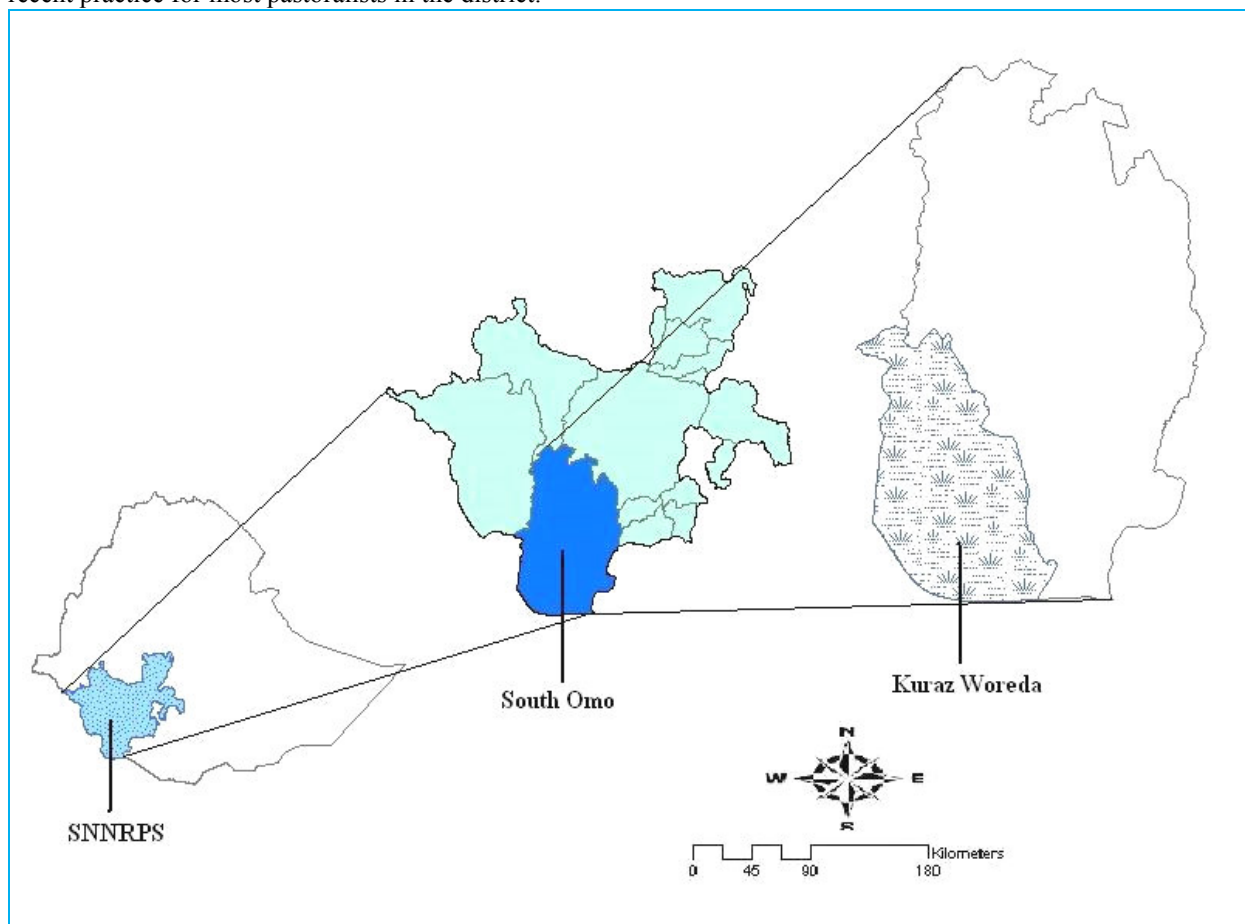 recent practice for most pastoralists in the district.
South Omo
Kuraz Woreda
SNNRPS
N
W E
S
Kilometers
0 45 90 180